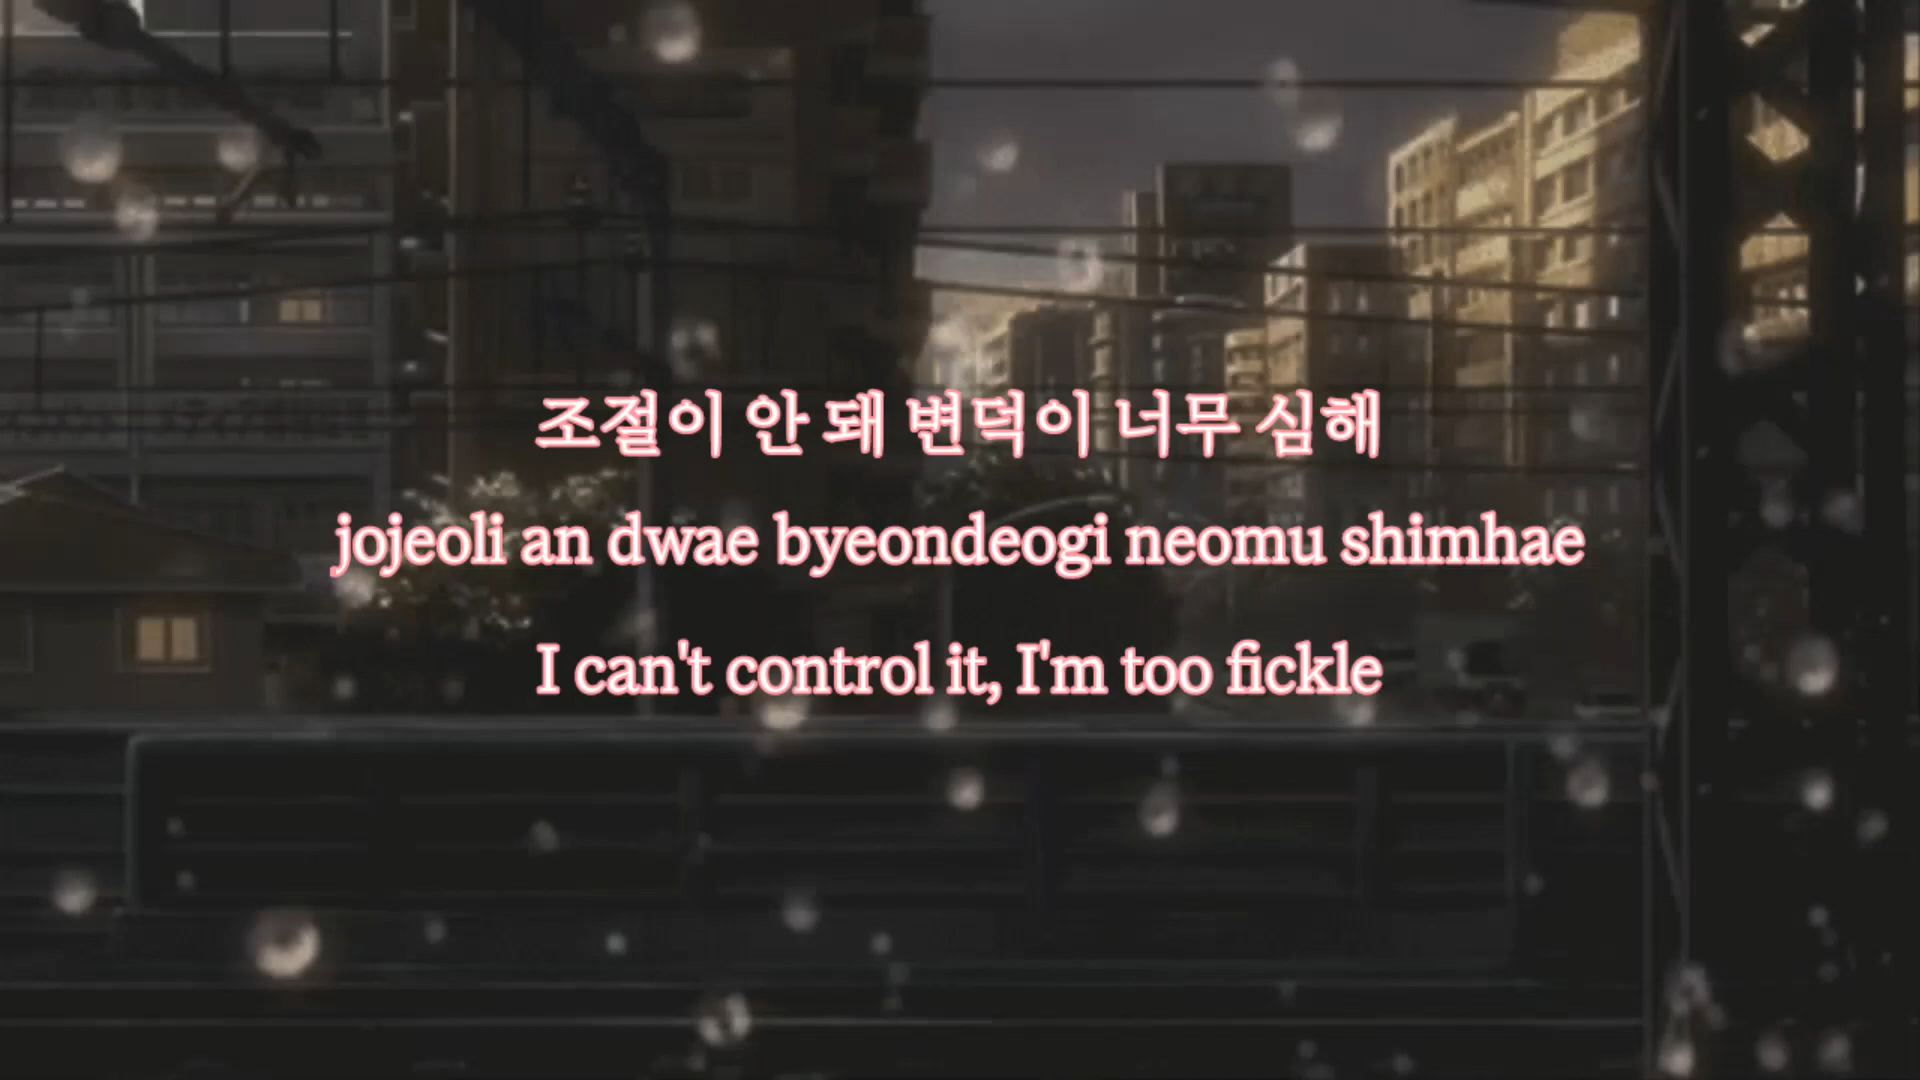 조절이 안 돼 변덕이 너무 심해
jojeoli an dwae byeondeogi neomu shimhae
I can't control it, I'm too fickle